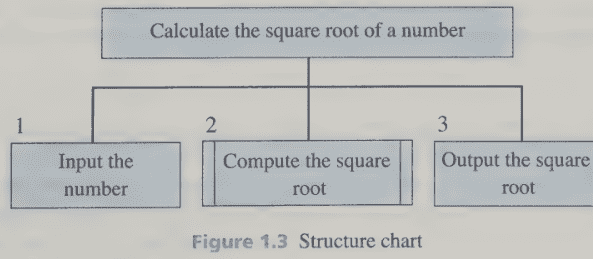 Calculate the square root of a number
1
Input the
number
2
Compute the square
root
3
Output the square
root
Figure 1.3 Structure chart